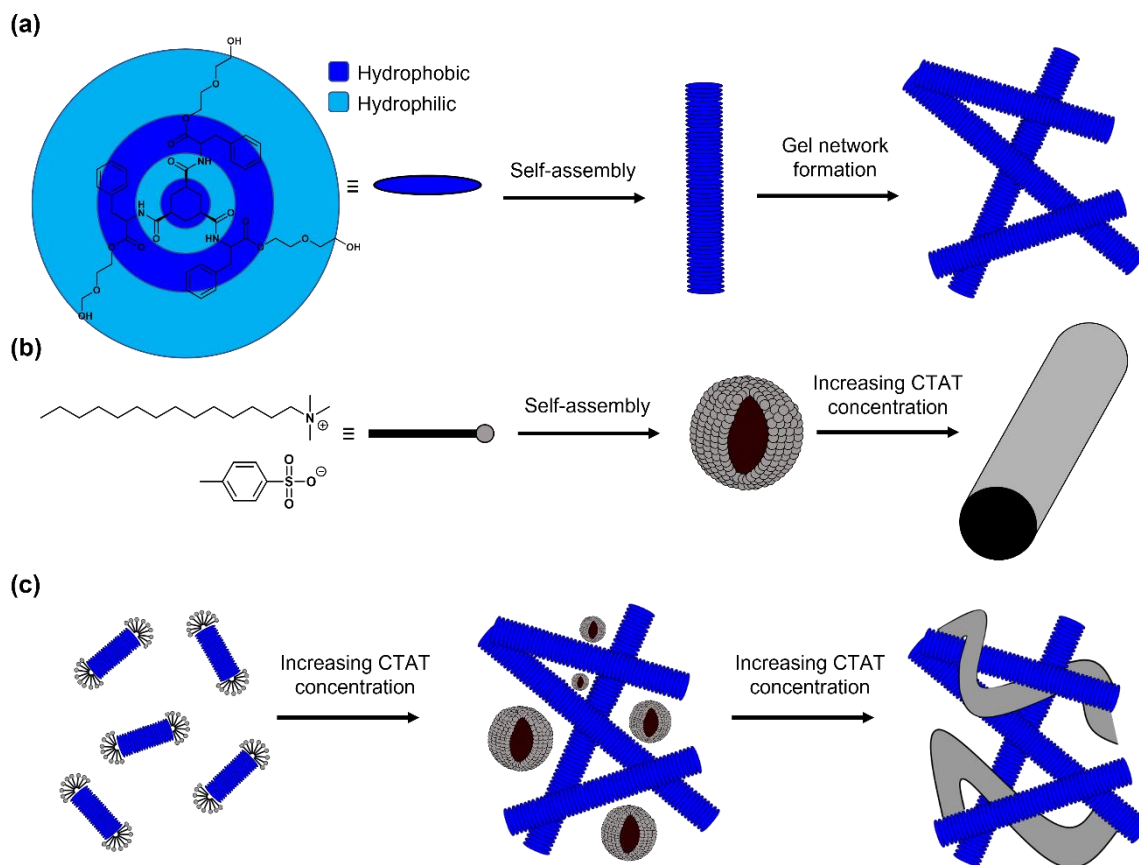 (a)
OH
O
O
O
NH
O
H
N
O
O
NH
O
O
O
O
O
OH
O
O
OH
Hydrophobic
Hydrophilic
≡
Self-assembly
Gel network
formation
(b)
N
⊕
≡
O
S O ⊖
O
Self-assembly
Increasing CTAT
concentration
(c)
Increasing CTAT
concentration
Increasing CTAT
concentration